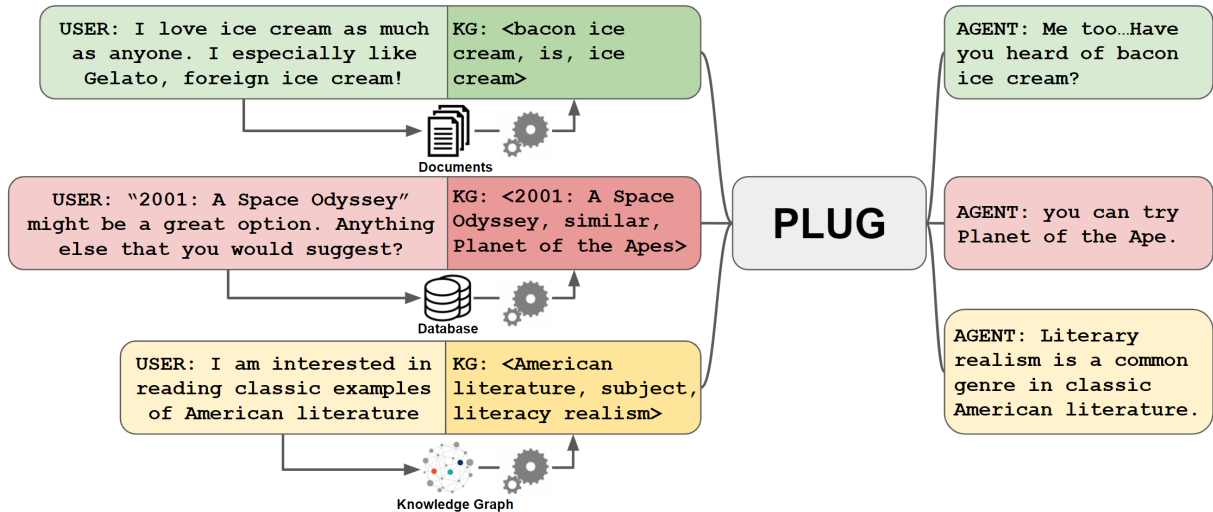 USER: I love ice cream as much
as anyone. I especially like
Gelato, foreign ice cream!
KG: <bacon ice
cream, is, ice
cream>
Documents
USER: “2001: A Space Odyssey”
might be a great option. Anything
else that you would suggest?
KG: <2001: A Space
Odyssey, similar,
Planet of the Apes>
Database
USER: I am interested in
reading classic examples
of American literature
KG: <American
literature, subject,
literacy realism>
Knowledge Graph
PLUG
AGENT: Me too…Have
you heard of bacon
ice cream?
AGENT: you can try
Planet of the Ape.
AGENT: Literary
realism is a common
genre in classic
American literature.